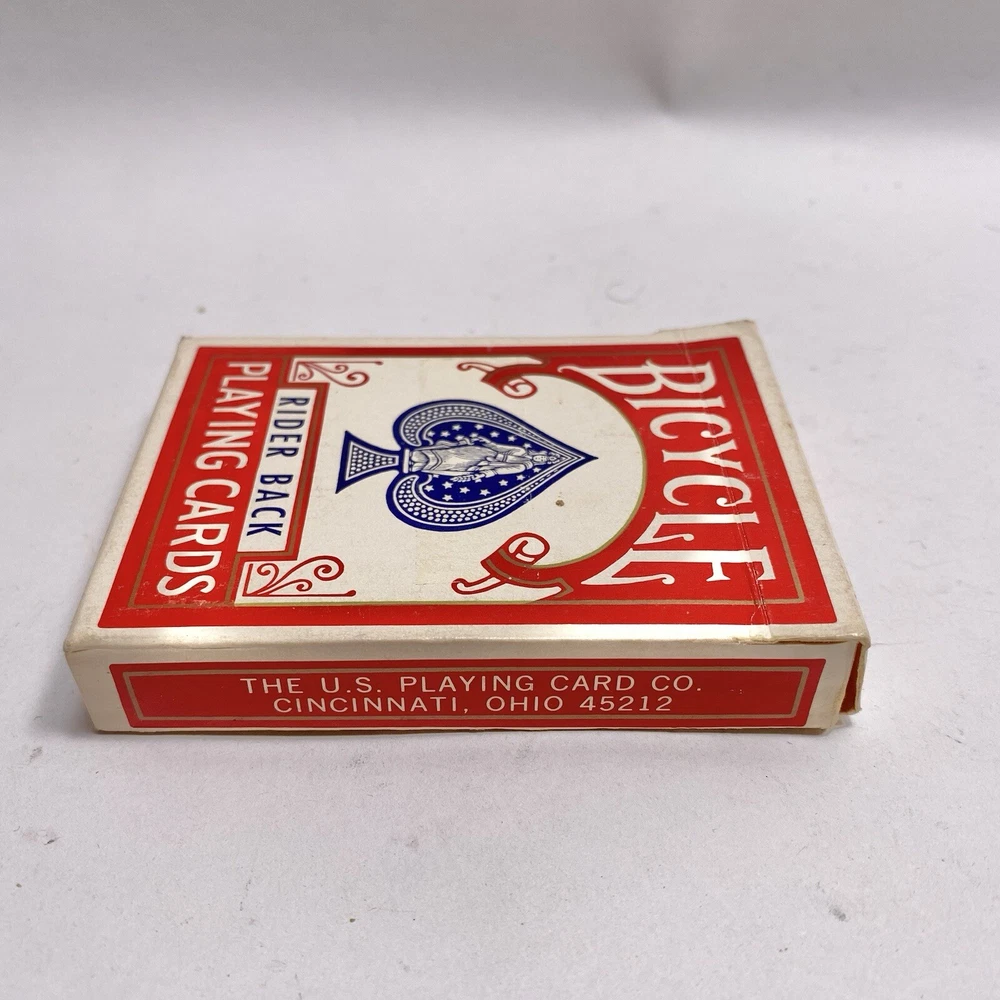 BICYCLE
RIDER BACK
PLAYING CARDS
THE U.S. PLAYING CARD CO.
CINCINNATI, OHIO 45212